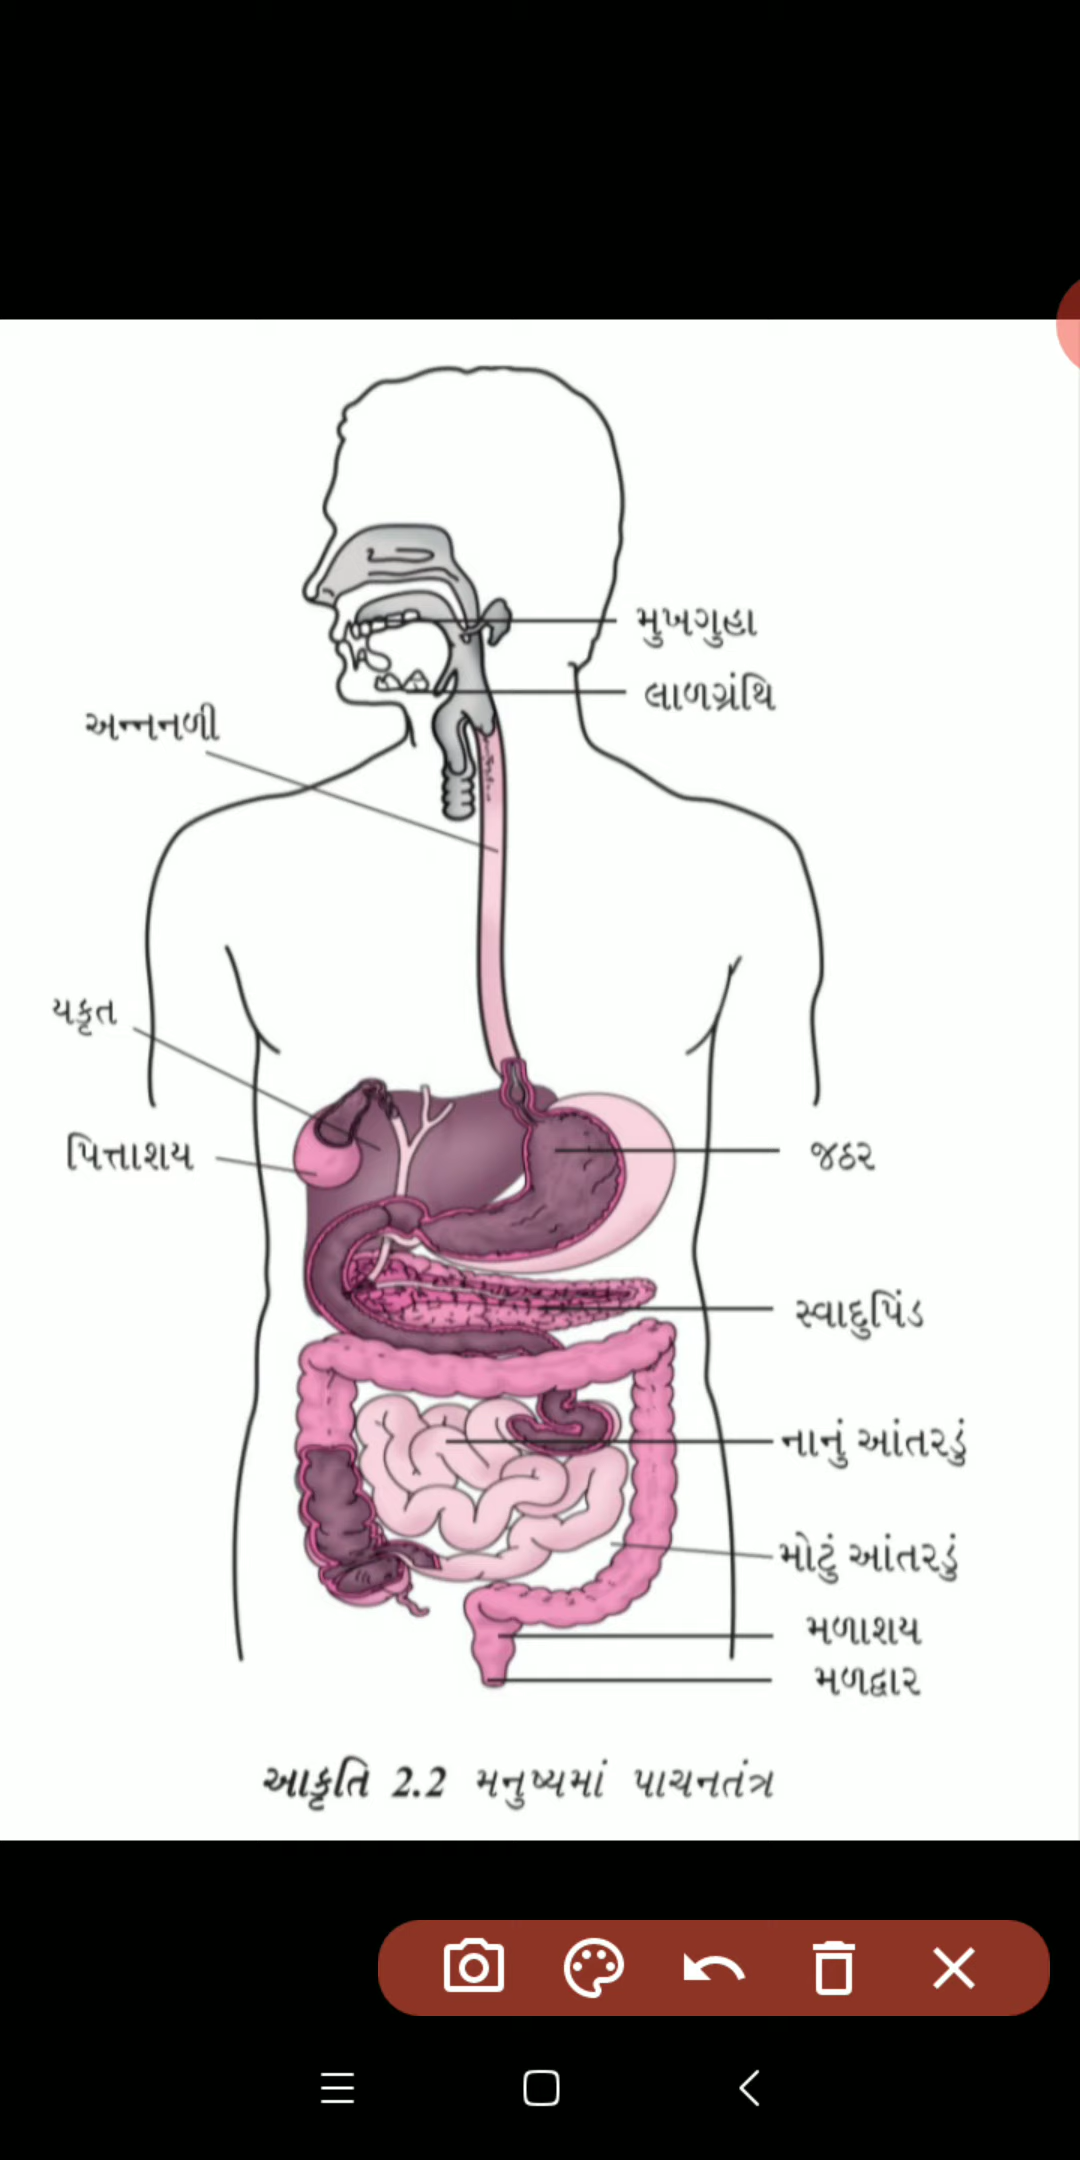 મુખગુહા
લાળગ્રંથિ
અન્નનળી
યકૃત
પિત્તાશય
જઠર
સ્વાદુપિંડ
નાનું આંતરડું
મોટું આંતરડું
મળાશય
મળદ્વાર
આકૃતિ 2.2 મનુષ્યમાં પાચનતંત્ર